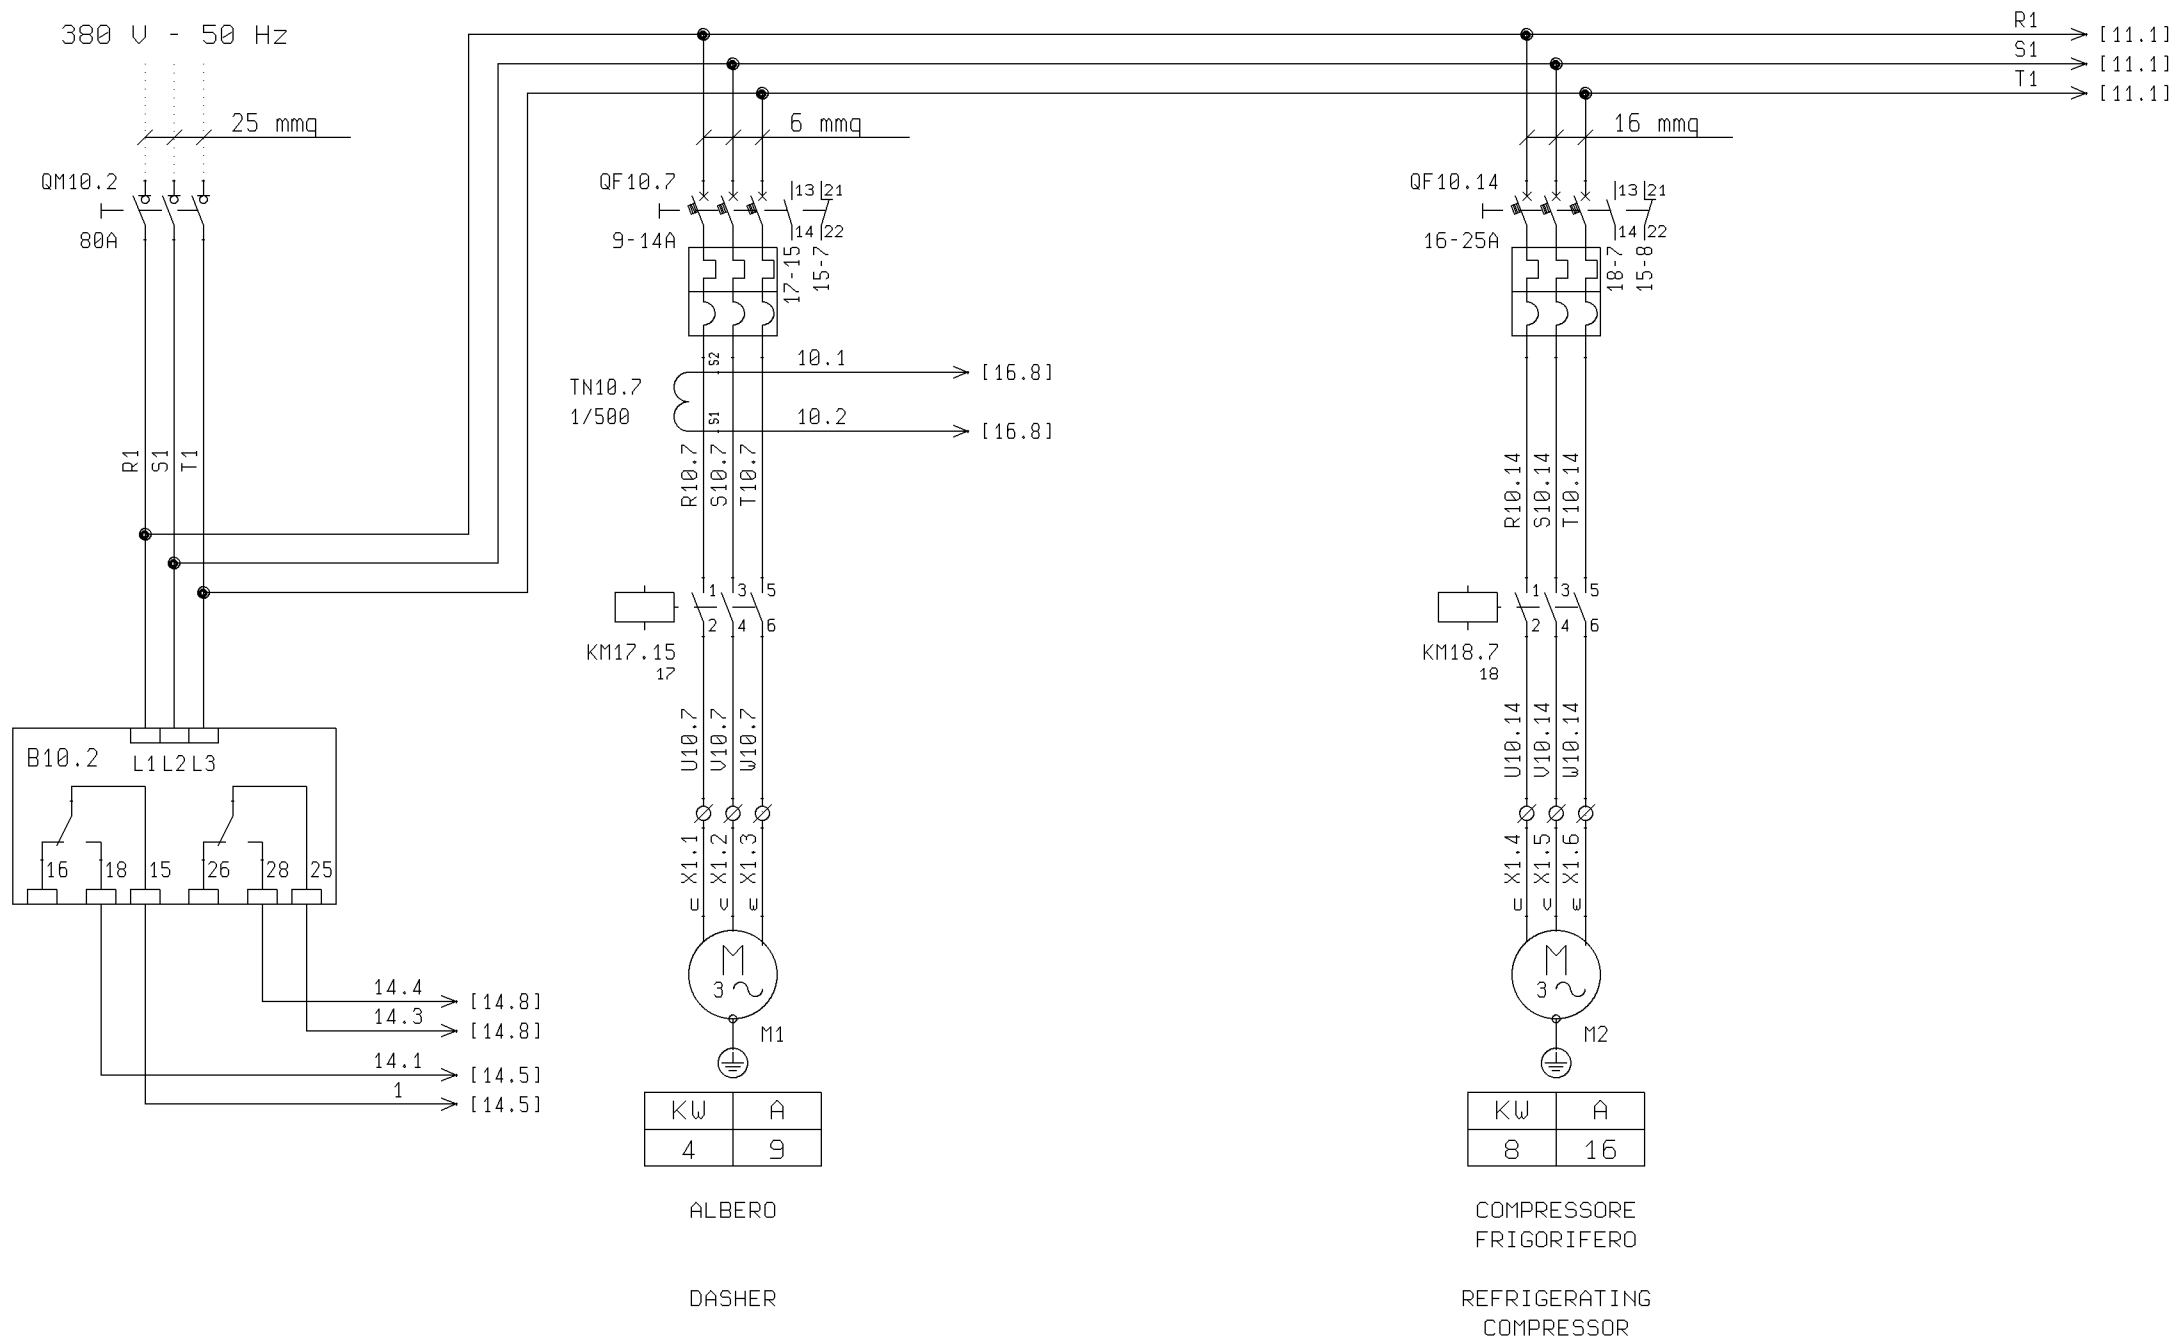 380 V - 50 Hz
R1
[11.1]
S1
[11.1]
T1
[11.1]
25 mmq
6 mmq
16 mmq
QM10.2
80A
QF10.7
9-14A
13
21
14
22
17-15
15-7
QF10.14
16-25A
13
21
14
22
18-7
15-8
TN10.7
1/500
S2
S1
10.1
[16.8]
10.2
[16.8]
R1
S1
T1
R10.7
S10.7
T10.7
R10.14
S10.14
T10.14
1
3
5
2
4
6
KM17.15
17
1
3
5
2
4
6
KM18.7
18
U10.7
V10.7
W10.7
U10.14
V10.14
W10.14
B10.2
L1 L2 L3
16
18
15
26
28
25
X1.1
X1.2
X1.3
U
V
W
X1.4
X1.5
X1.6
U
V
W
M
3
M1
M
3
M2
14.4
[14.8]
14.3
[14.8]
14.1
[14.5]
1
[14.5]
KW
A
4
9
KW
A
8
16
ALBERO
DASHER
COMPRESSORE
FRIGORIFERO
REFRIGERATING
COMPRESSOR